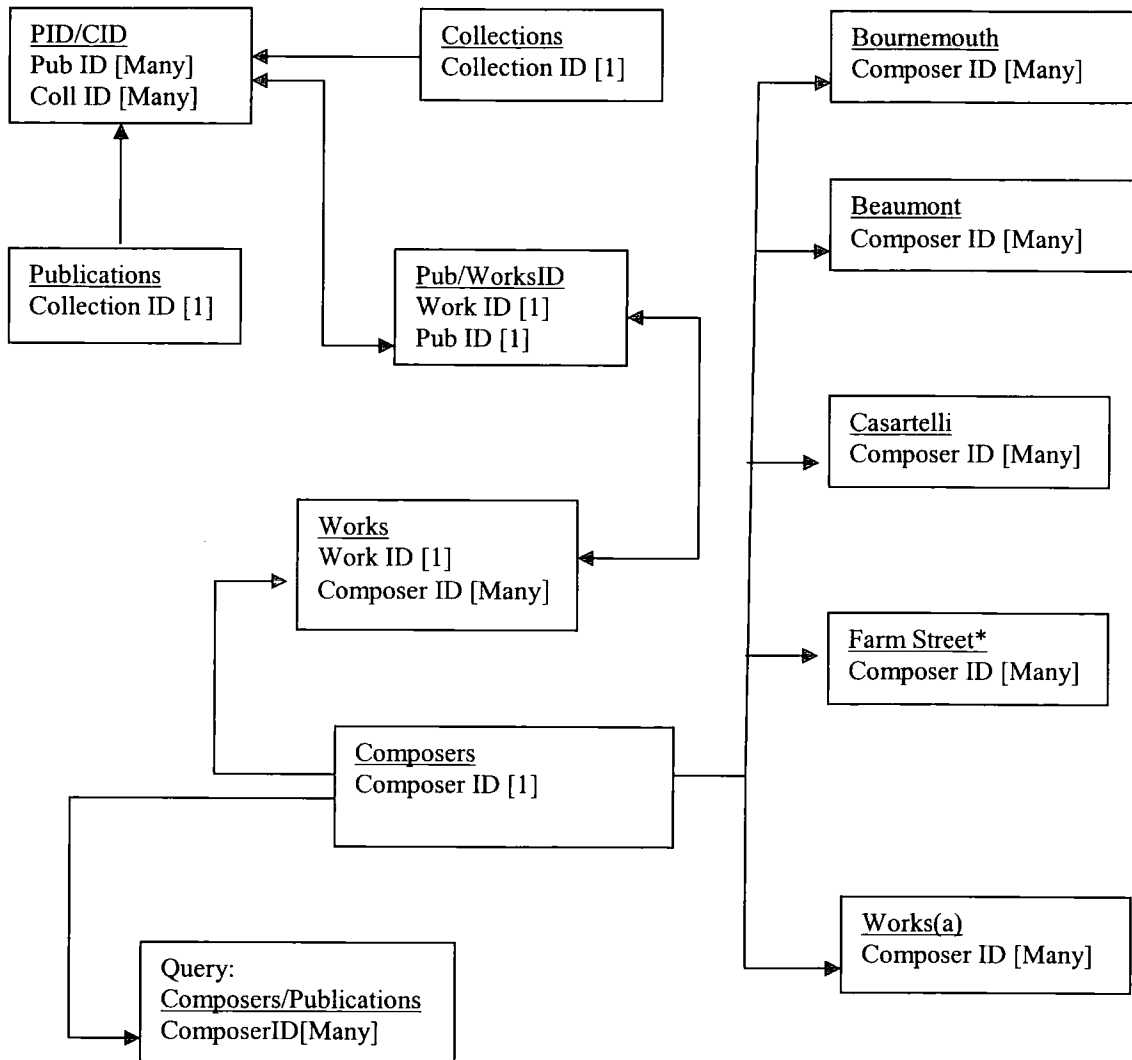 PID/CID
Pub ID [Many]
Coll ID [Many]
Collections
Collection ID [1]
Bournemouth
Composer ID [Many]
Beaumont
Composer ID [Many]
Publications
Collection ID [1]
Pub/WorksID
Work ID [1]
Pub ID [1]
Casartelli
Composer ID [Many]
Works
Work ID [1]
Composer ID [Many]
Farm Street*
Composer ID [Many]
Composers
Composer ID [1]
Works(a)
Composer ID [Many]
Query:
Composers/Publications
ComposerID[Many]